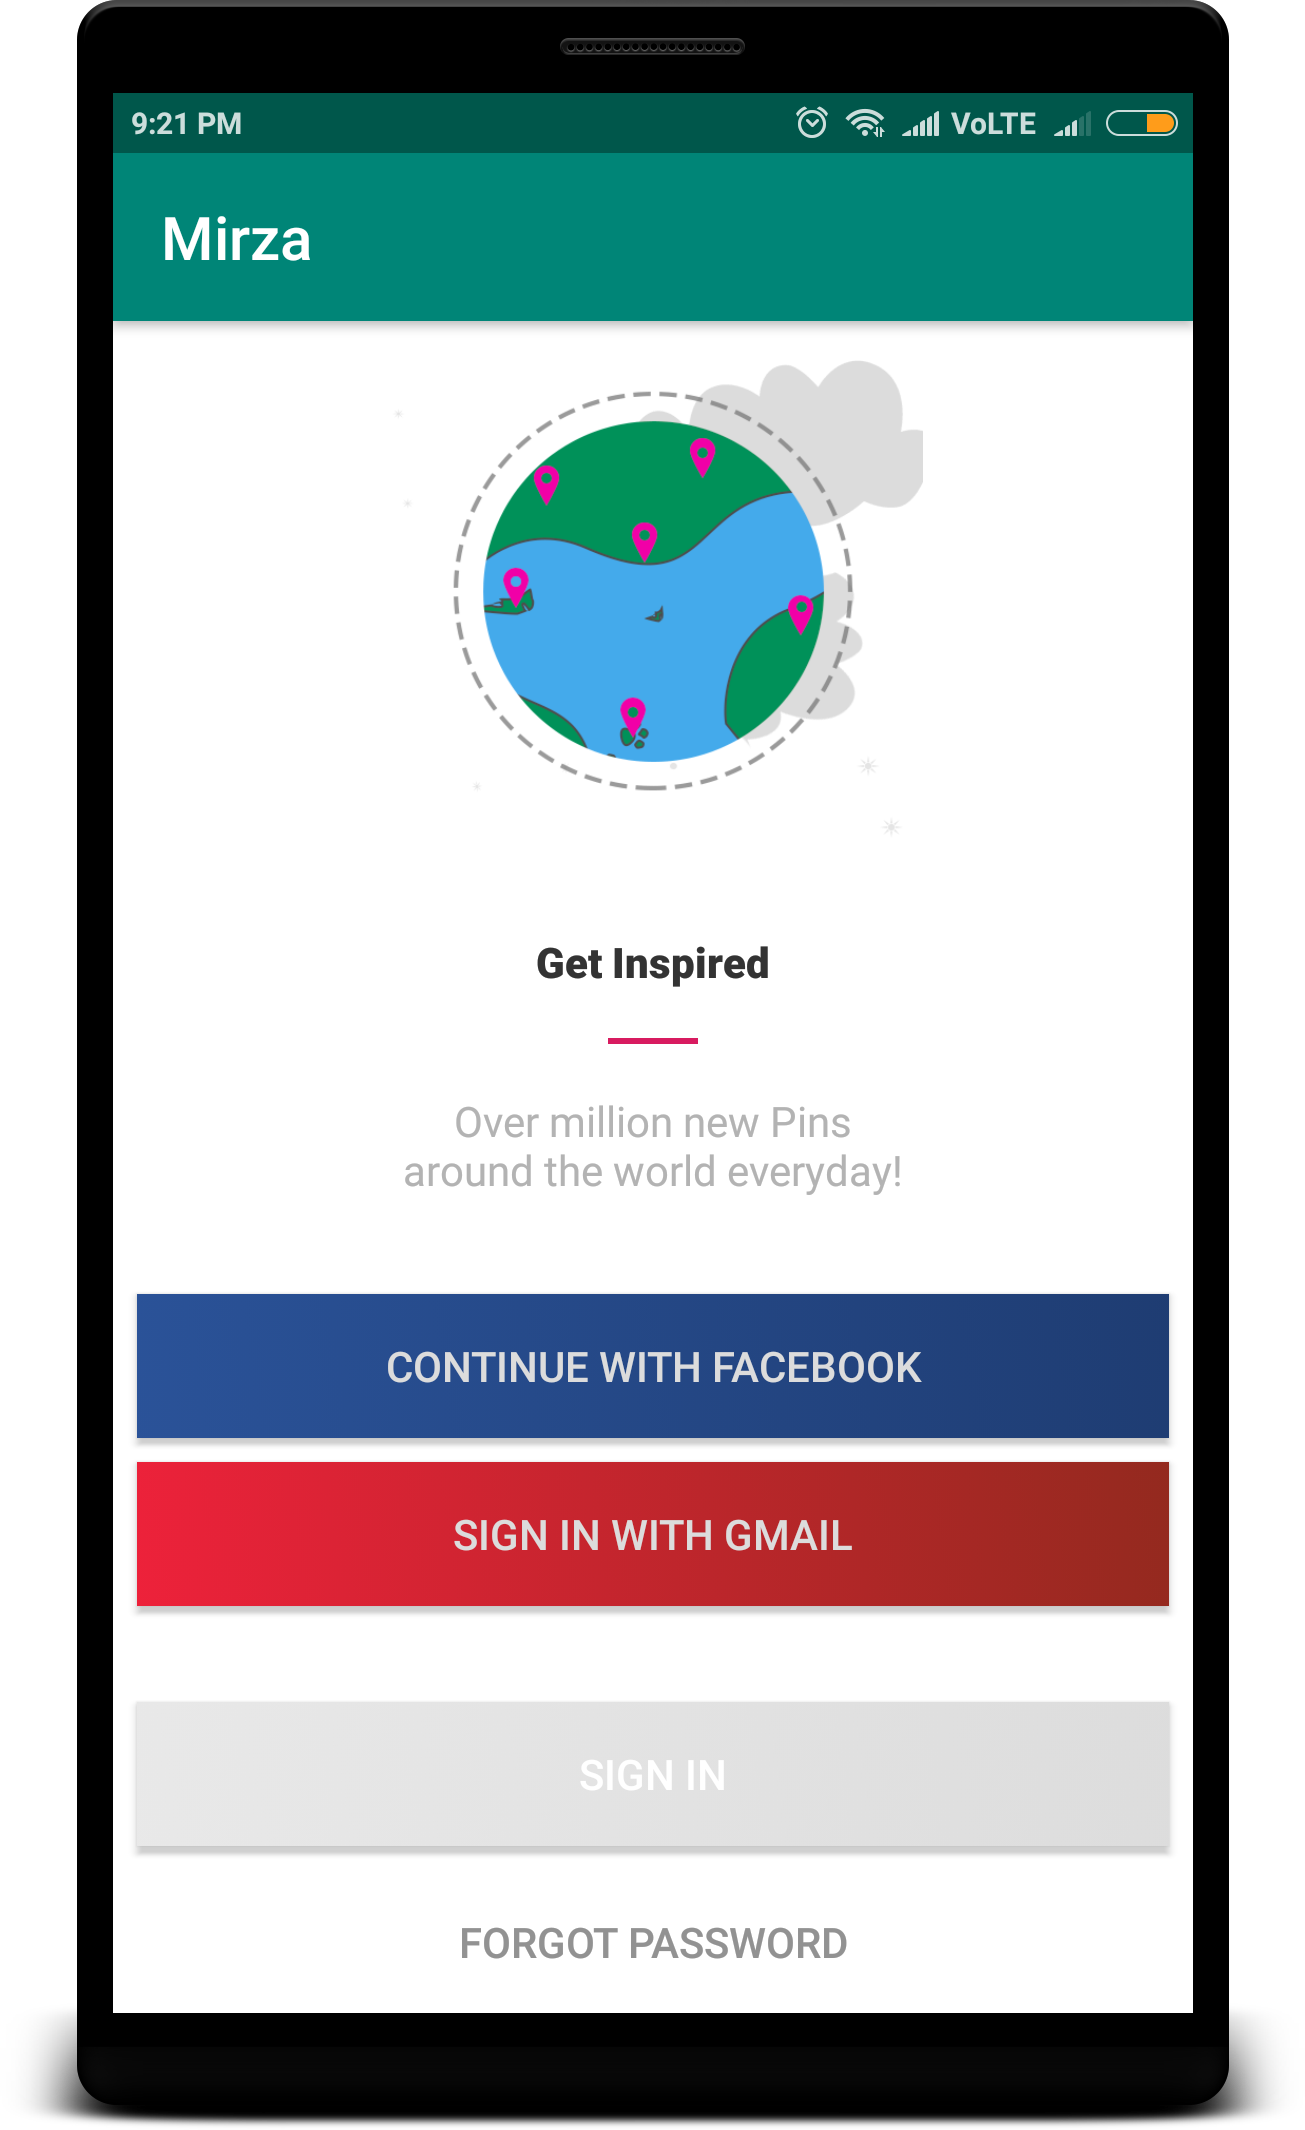 9:21 PM VoLTE
Mirza
Get Inspired
Over million new Pins
around the world everyday!
CONTINUE WITH FACEBOOK
SIGN IN WITH GMAIL
SIGN IN
FORGOT PASSWORD